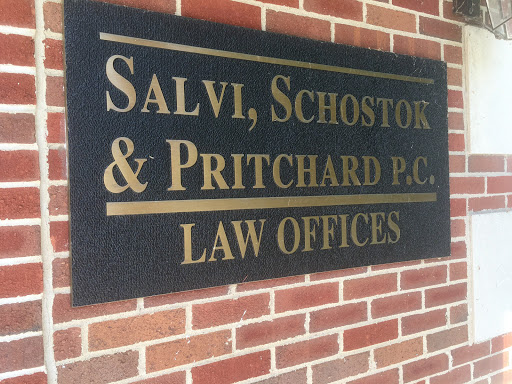 SALVI, SCHOSTOK
& PRITCHARD P.C.
LAW OFFICES